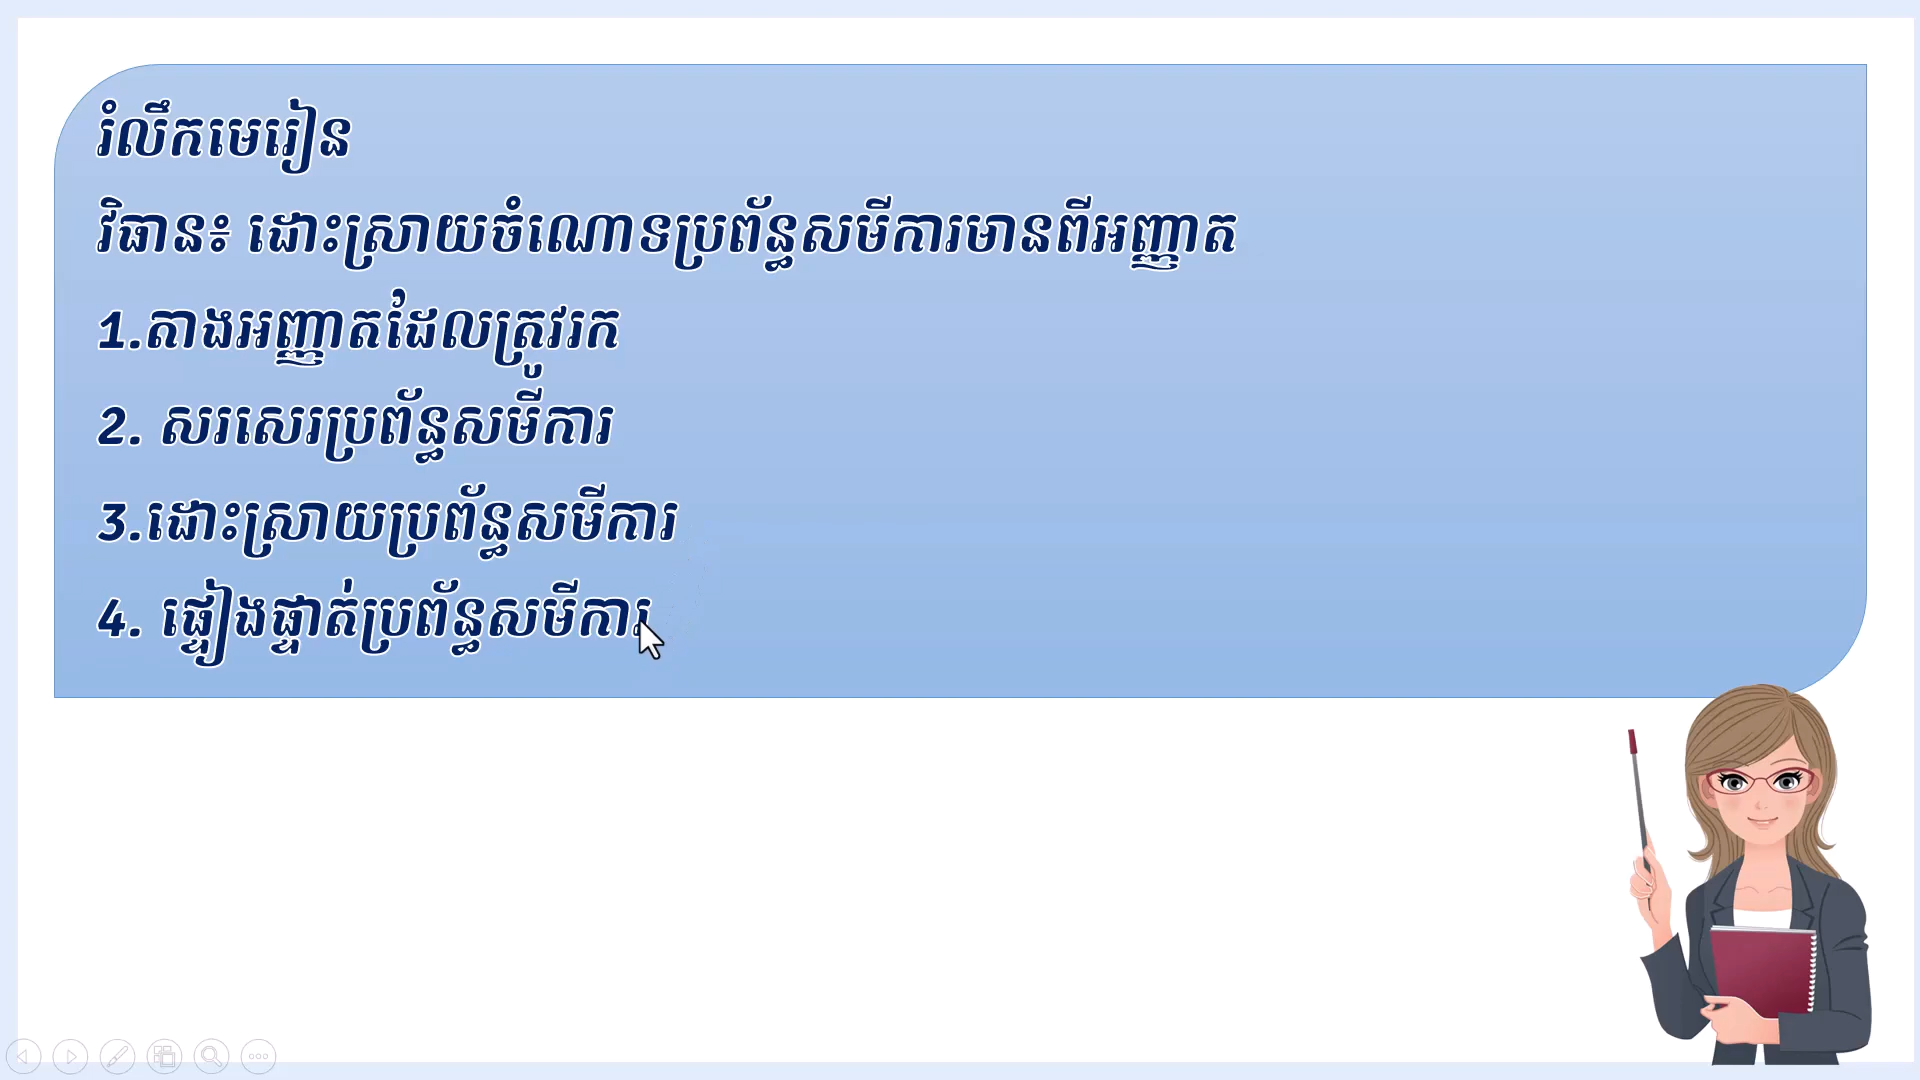 រំលឹកមេរៀន
វិធាន៖ ដោះស្រាយចំណោទប្រព័ន្ធសមីការមានពីអញ្ញាត
1.តាងអញ្ញាតដែលត្រូវរក
2. សរសេរប្រព័ន្ធសមីការ
3.ដោះស្រាយប្រព័ន្ធសមីការ
4. ផ្ទៀងផ្ទាត់ប្រព័ន្ធសមីការ